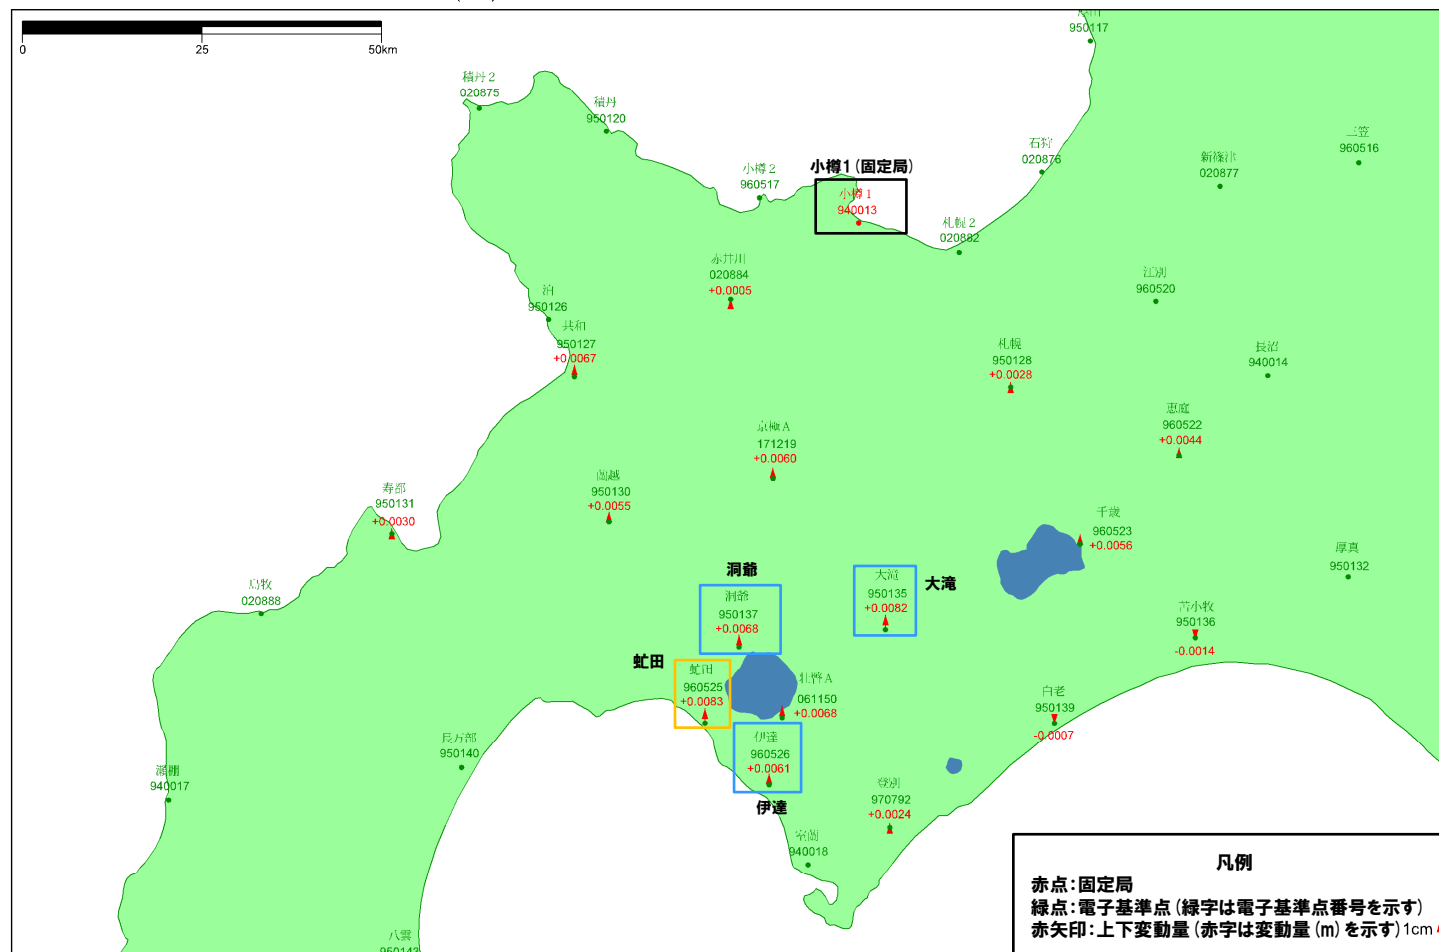 0
25
50km
950117
積丹2
020875
積丹
950120
石狩
020876
三笠
960516
新篠津
020877
小樽1(固定局)
小樽2
960517
小樽1
940013
札幌2
020882
赤井川
020884
+0.0005
江別
960520
泊
950126
共和
950127
+0.0067
札幌
950128
+0.0028
長沼
940014
恵庭
960522
+0.0044
京極A
171219
+0.0060
蘭越
950130
+0.0055
寿都
950131
+0.0030
千歳
960523
+0.0056
厚真
950132
島牧
020888
洞爺
洞爺
950137
+0.0068
大滝
950135
+0.0082
大滝
苫小牧
950136
-0.0014
虻田
虻田
960525
+0.0083
壮瞥A
061150
+0.0068
白老
950139
-0.0007
伊達
960526
+0.0061
伊達
長万部
950140
瀬棚
940017
登別
970792
+0.0024
室蘭
940018
八雲
950143
凡例
赤点:固定局
緑点:電子基準点(緑字は電子基準点番号を示す)
赤矢印:上下変動量(赤字は変動量(m)を示す)1cm